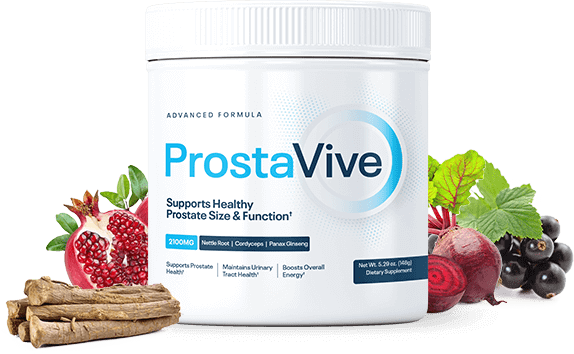 ADVANCED FORMULA
ProstaVive
Supports Healthy
Prostate Size & Function†
2100MG Nettle Root | Cordyceps | Panax Ginseng
Supports Prostate Health† Maintains Urinary Tract Health† Boosts Overall Energy†
Net Wt. 5.29 oz. (146g)
Dietary Supplement